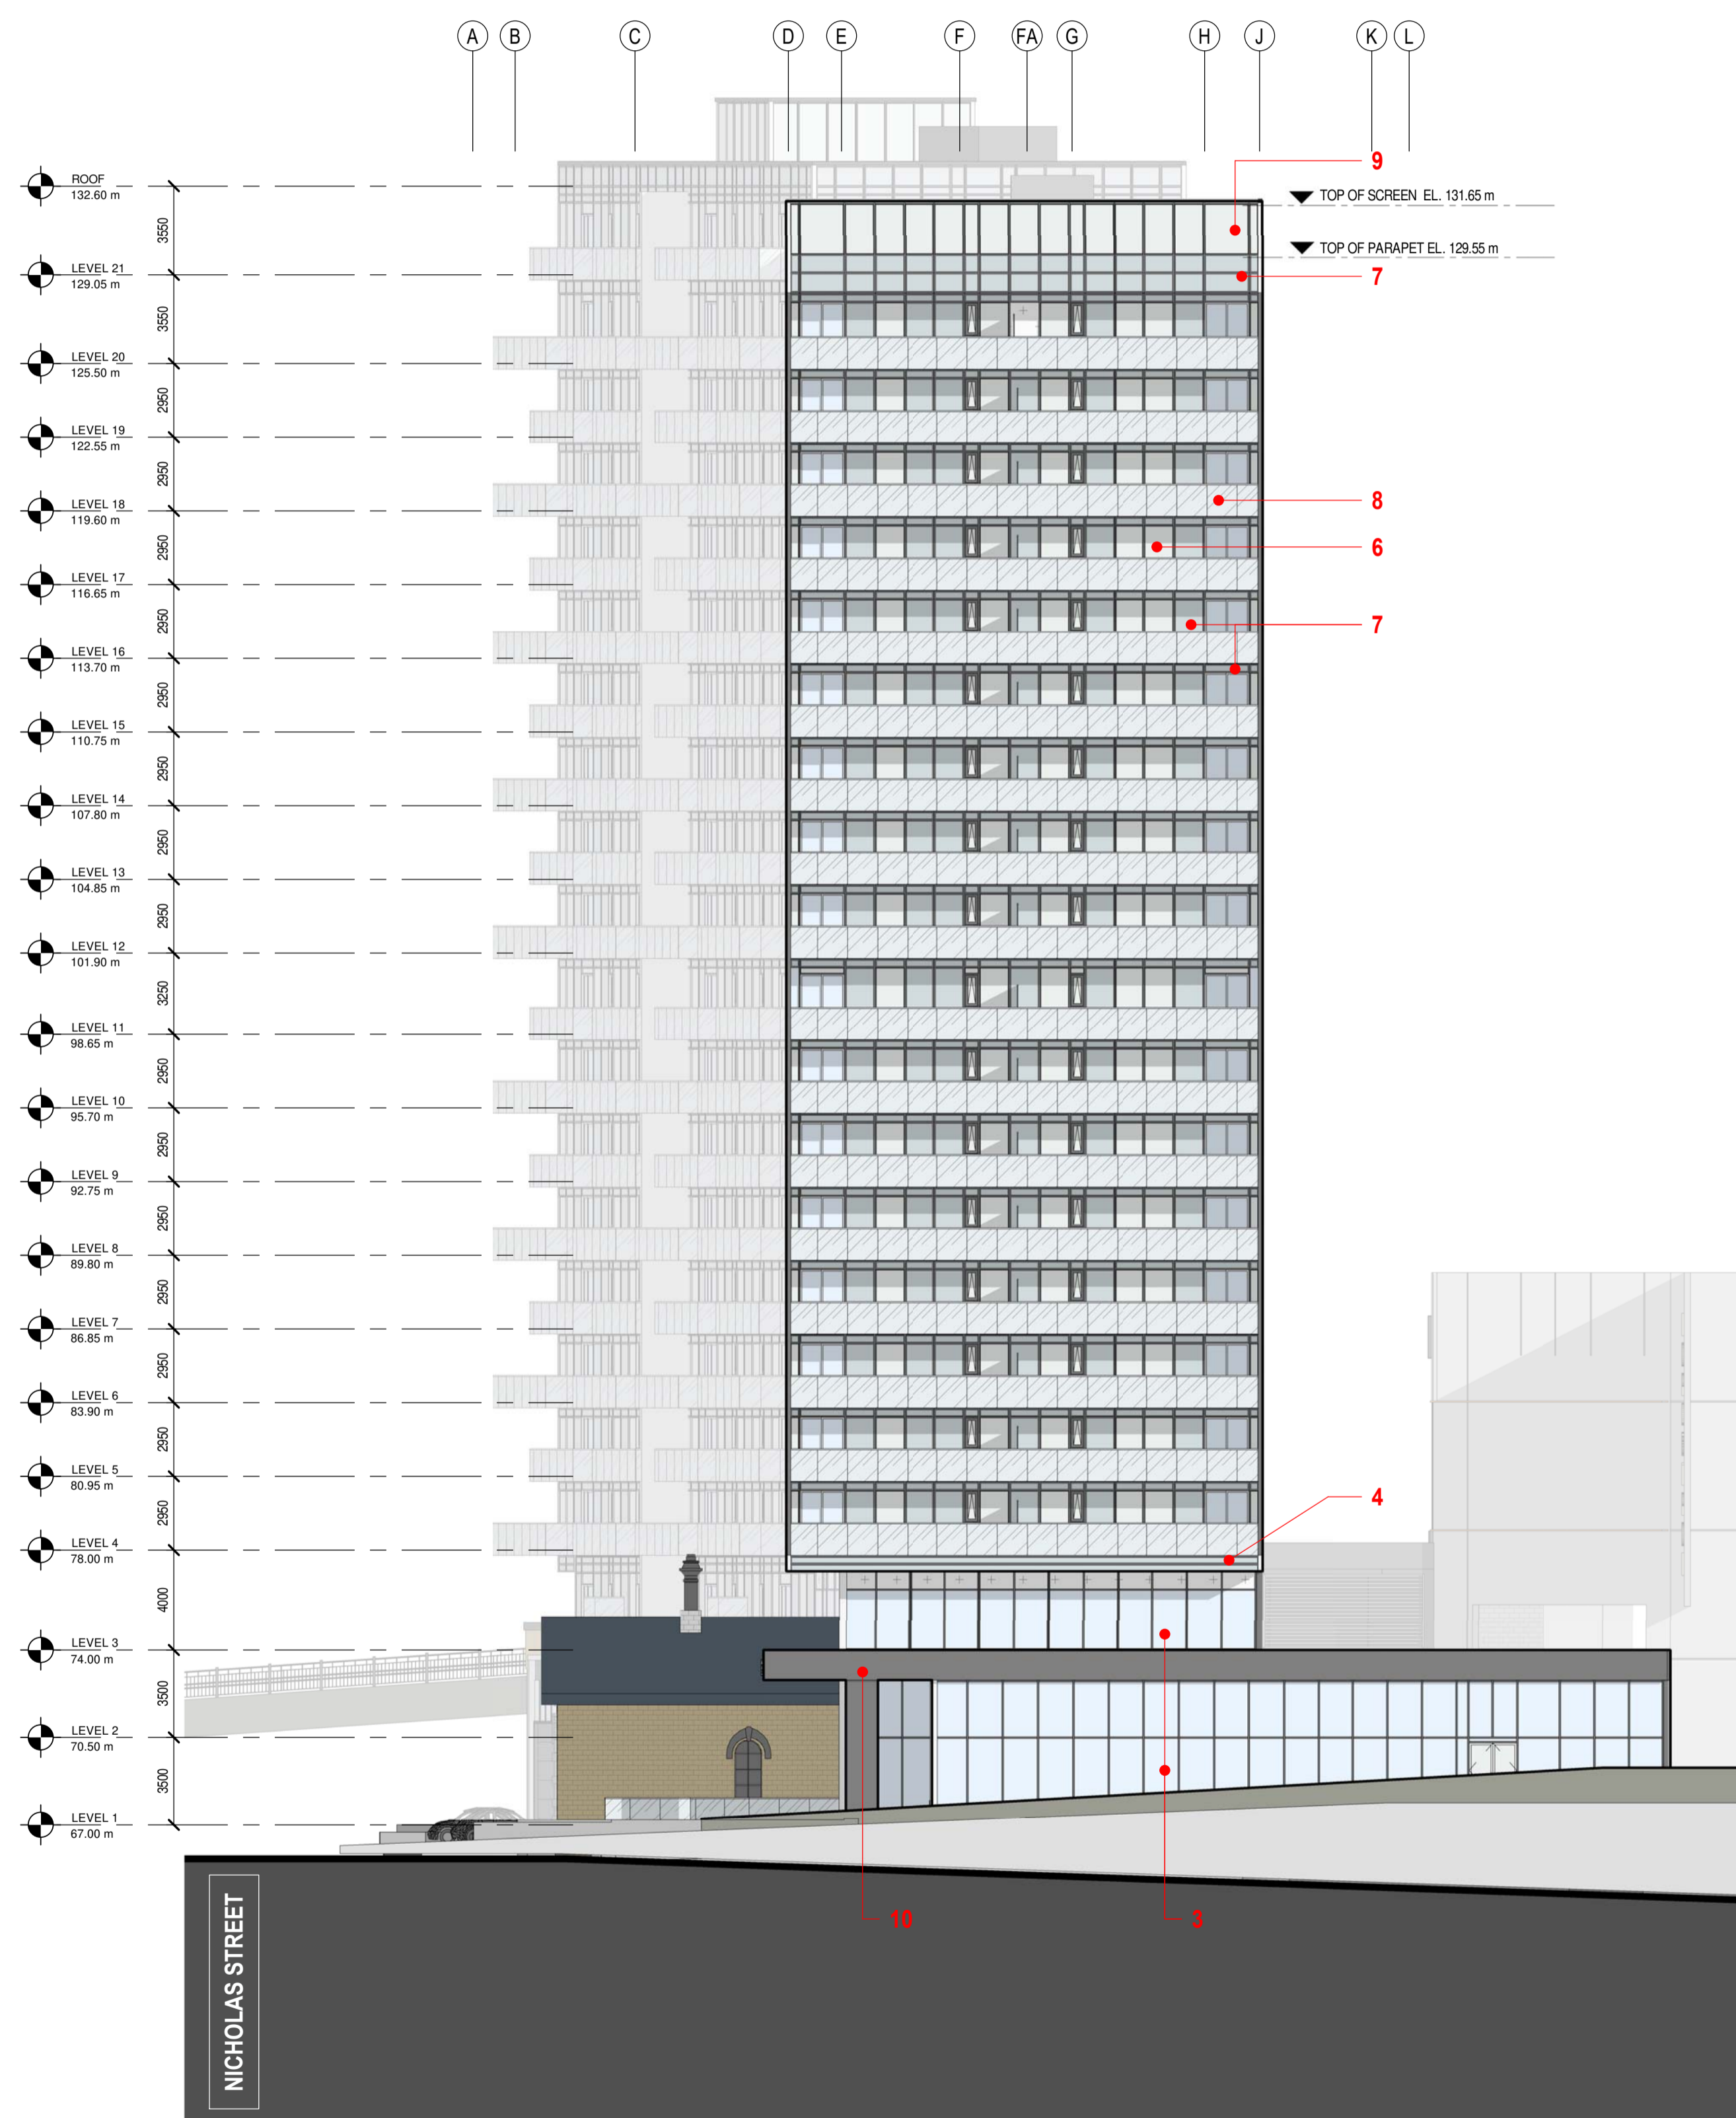 A B C D E F FA G H J K L
9
ROOF
132.60 m
TOP OF SCREEN EL. 131.65 m
3550
TOP OF PARAPET EL. 129.55 m
LEVEL 21
129.05 m
7
3550
LEVEL 20
125.50 m
2950
LEVEL 19
122.55 m
2950
8
LEVEL 18
119.60 m
2950
6
LEVEL 17
116.65 m
2950
7
LEVEL 16
113.70 m
2950
LEVEL 15
110.75 m
2950
LEVEL 14
107.80 m
2950
LEVEL 13
104.85 m
2950
LEVEL 12
101.90 m
3250
LEVEL 11
98.65 m
2950
LEVEL 10
95.70 m
2950
LEVEL 9
92.75 m
2950
LEVEL 8
89.80 m
2950
LEVEL 7
86.85 m
2950
LEVEL 6
83.90 m
2950
LEVEL 5
80.95 m
4
2950
LEVEL 4
78.00 m
4000
LEVEL 3
74.00 m
3500
LEVEL 2
70.50 m
3500
LEVEL 1
67.00 m
10
3
NICHOLAS STREET